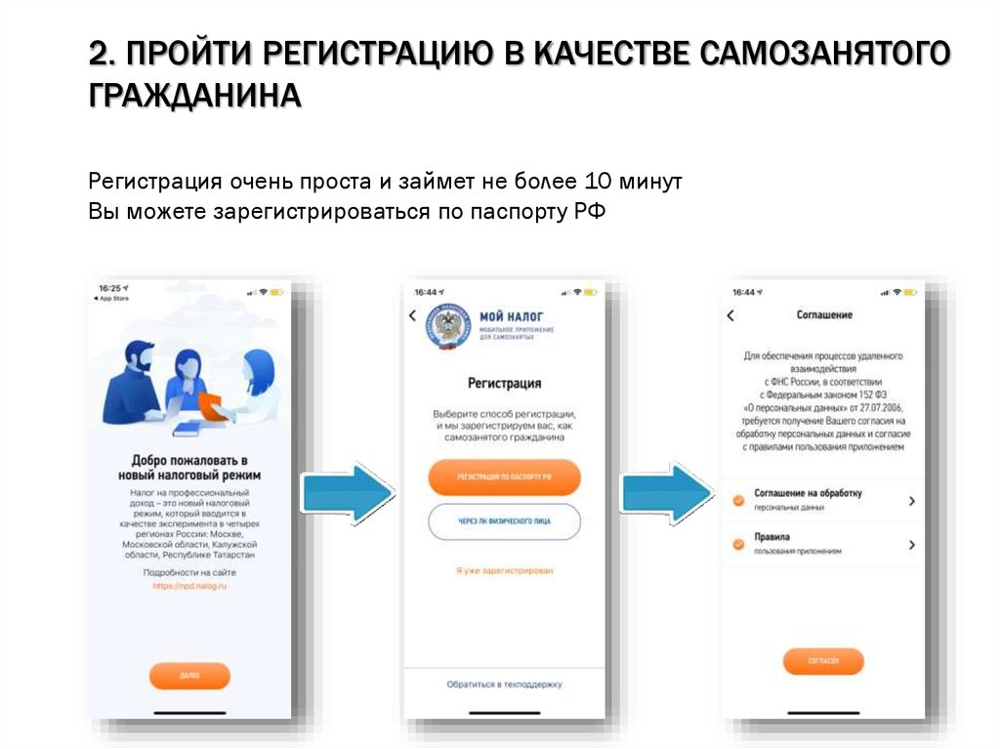 2. ПРОЙТИ РЕГИСТРАЦИЮ В КАЧЕСТВЕ САМОЗАНЯТОГО
ГРАЖДАНИНА
Регистрация очень проста и займет не более 10 минут
Вы можете зарегистрироваться по паспорту РФ
16:25
App Store
Добро пожаловать в
новый налоговый режим
Налог на профессиональный
доход – это новый налоговый
режим, который вводится в
качестве эксперимента в четырех
регионах России: Москве,
Московской области, Калужской
области, Республике Татарстан
Подробности на сайте
https://npd.nalog.ru
ДАЛЕЕ
16:44
МОЙ НАЛОГ
МОБИЛЬНОЕ ПРИЛОЖЕНИЕ
ДЛЯ САМОЗАНЯТЫХ
Регистрация
Выберите способ регистрации,
и мы зарегистрируем вас, как
самозанятого гражданина
РЕГИСТРАЦИЯ ПО ПАСПОРТУ РФ
ЧЕРЕЗ ЛК ФИЗИЧЕСКОГО ЛИЦА
Я уже зарегистрирован
Обратиться в техподдержку
16:44
Соглашение
Для обеспечения процессов удаленного
взаимодействия
с ФНС России, в соответствии
с Федеральным законом 152 ФЗ
«О персональных данных» от 27.07.2006,
требуется получение Вашего согласия на
обработку персональных данных и согласие
с правилами пользования приложением
Соглашение на обработку
персональных данных
Правила
пользования приложением
СОГЛАСЕН